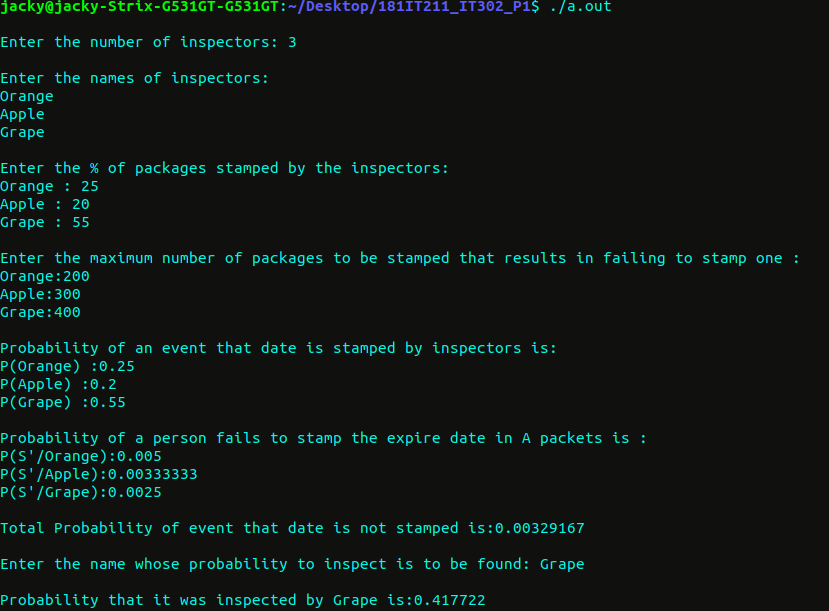 jacky@jacky-Strix-G531GT-G531GT:~/Desktop/181IT211_IT302_P1$ ./a.out
Enter the number of inspectors: 3
Enter the names of inspectors:
Orange
Apple
Grape
Enter the % of packages stamped by the inspectors:
Orange : 25
Apple : 20
Grape : 55
Enter the maximum number of packages to be stamped that results in failing to stamp one :
Orange:200
Apple:300
Grape:400
Probability of an event that date is stamped by inspectors is:
P(Orange) :0.25
P(Apple) :0.2
P(Grape) :0.55
Probability of a person fails to stamp the expire date in A packets is :
P(S'/Orange):0.005
P(S'/Apple):0.00333333
P(S'/Grape):0.0025
Total Probability of event that date is not stamped is:0.00329167
Enter the name whose probability to inspect is to be found: Grape
Probability that it was inspected by Grape is:0.417722